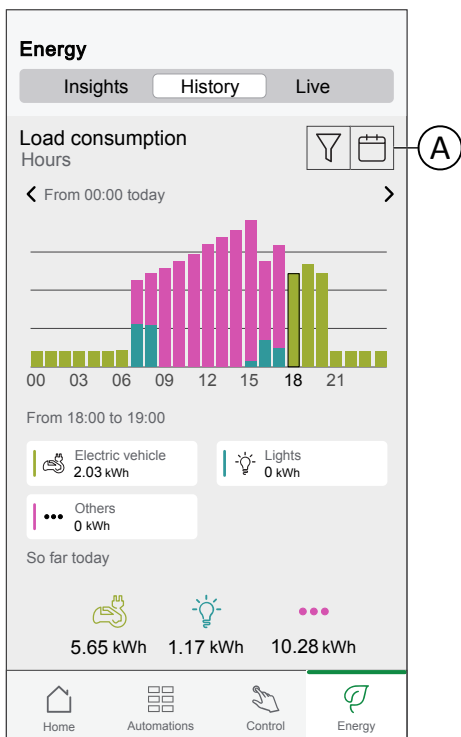 Energy
Insights History Live
Load consumption
Hours
A
From 00:00 today
00 03 06 09 12 15 18 21
From 18:00 to 19:00
Electric vehicle Lights
2.03 kWh 0 kWh
Others
0 kWh
So far today
5.65 kWh 1.17 kWh 10.28 kWh
Home Automations Control Energy